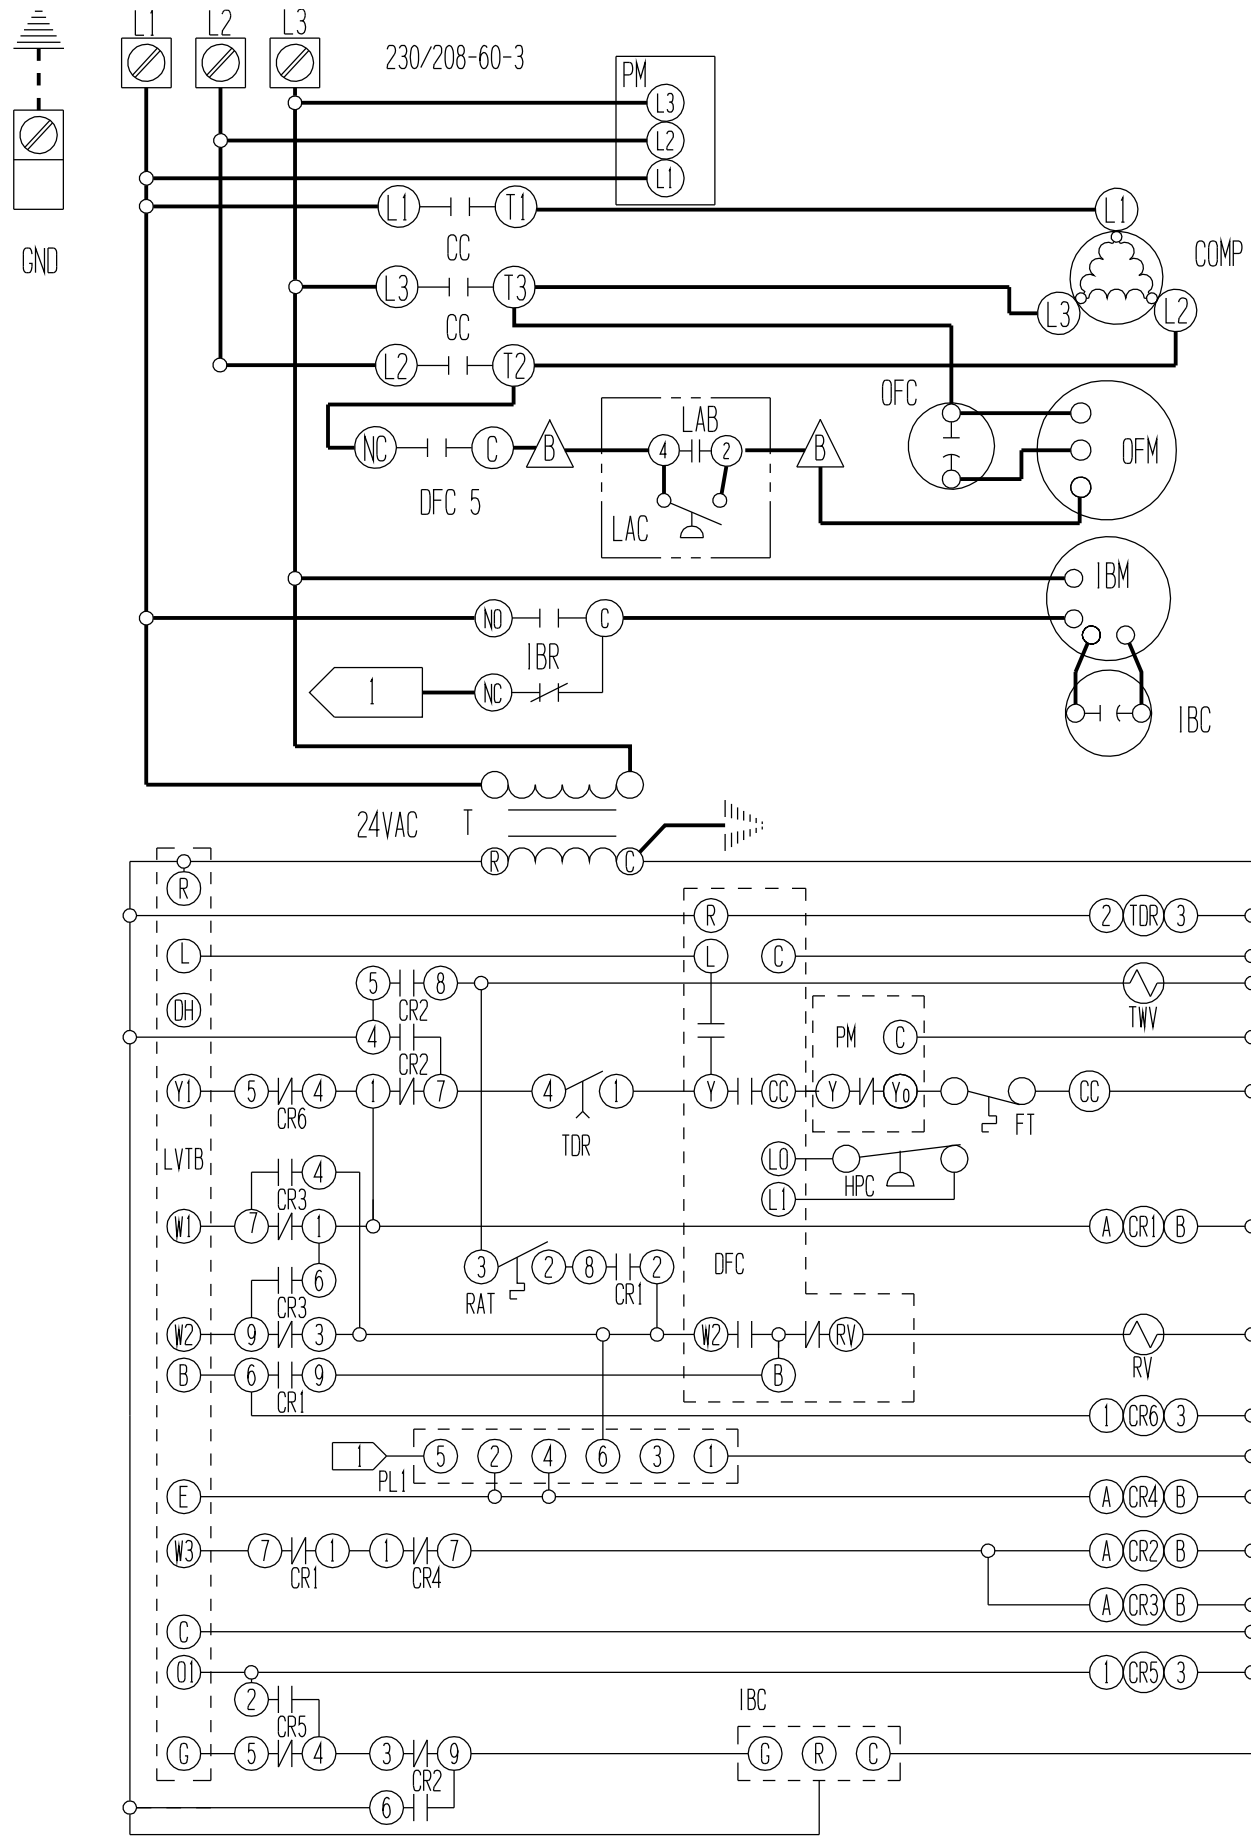 L1 L2 L3
230/208-60-3
PM
L3
L2
L1
L1 T1 L1
GND
CC
COMP
L3 T3
L3 L2
CC
L2 T2
OFC
LAB
NC C B 4 2 B OFM
DFC 5
LAC
IBM
NO C
IBR
1 NC
IBC
24VAC T
R C
R
R 2 TDR 3
L L C
5 8
CR2 TWV
DH
4 PM C
CR2
Y1 5 4 1 7 4 1 Y CC Y Yo CC
CR6 FT
TDR
LVTB LO
4 HPC
CR3 L1
W1 7 1 A CR1 B
6 3 2 8 2 DFC
CR3 RAT CR1
W2 9 3 W2 RV
RV
B 6 9 B
CR1
1 CR6 3
1 5 2 4 6 3 1
PL1
E A CR4 B
W3 7 1 1 7 A CR2 B
CR1 CR4
A CR3 B
C
O1 1 CR5 3
2 IBC
CR5
G 5 4 3 9 G R C
CR2
6